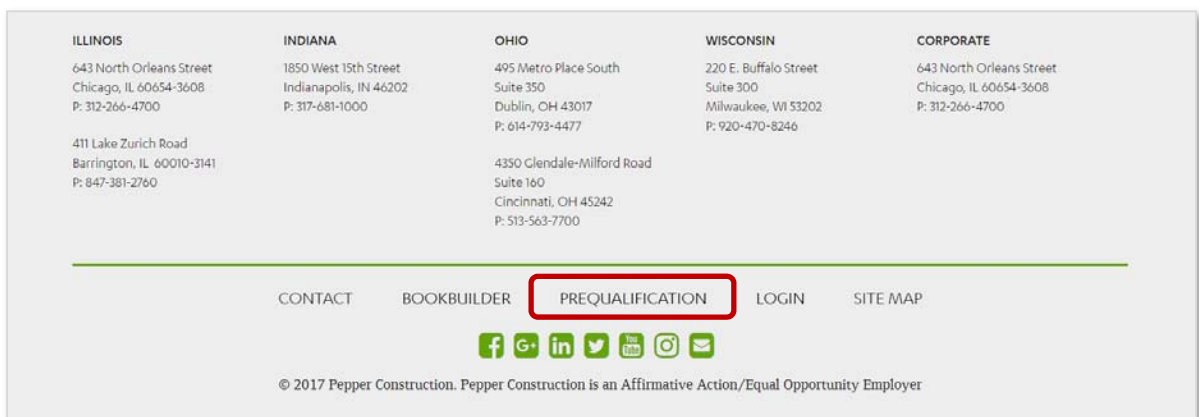 ILLINOIS
643 North Orleans Street
Chicago, IL 60654-3608
P: 312-266-4700
411 Lake Zurich Road
Barrington, IL 60010-3141
P: 847-381-2760
INDIANA
1850 West 15th Street
Indianapolis, IN 46202
P: 317-681-1000
OHIO
495 Metro Place South
Suite 350
Dublin, OH 43017
P: 614-793-4477
4350 Glendale-Milford Road
Suite 160
Cincinnati, OH 45242
P: 513-563-7700
WISCONSIN
220 E. Buffalo Street
Suite 300
Milwaukee, WI 53202
P: 920-470-8246
CORPORATE
643 North Orleans Street
Chicago, IL 60654-3608
P: 312-266-4700
CONTACT BOOKBUILDER PREQUALIFICATION LOGIN SITE MAP
f G+ in You Tube
© 2017 Pepper Construction. Pepper Construction is an Affirmative Action/Equal Opportunity Employer